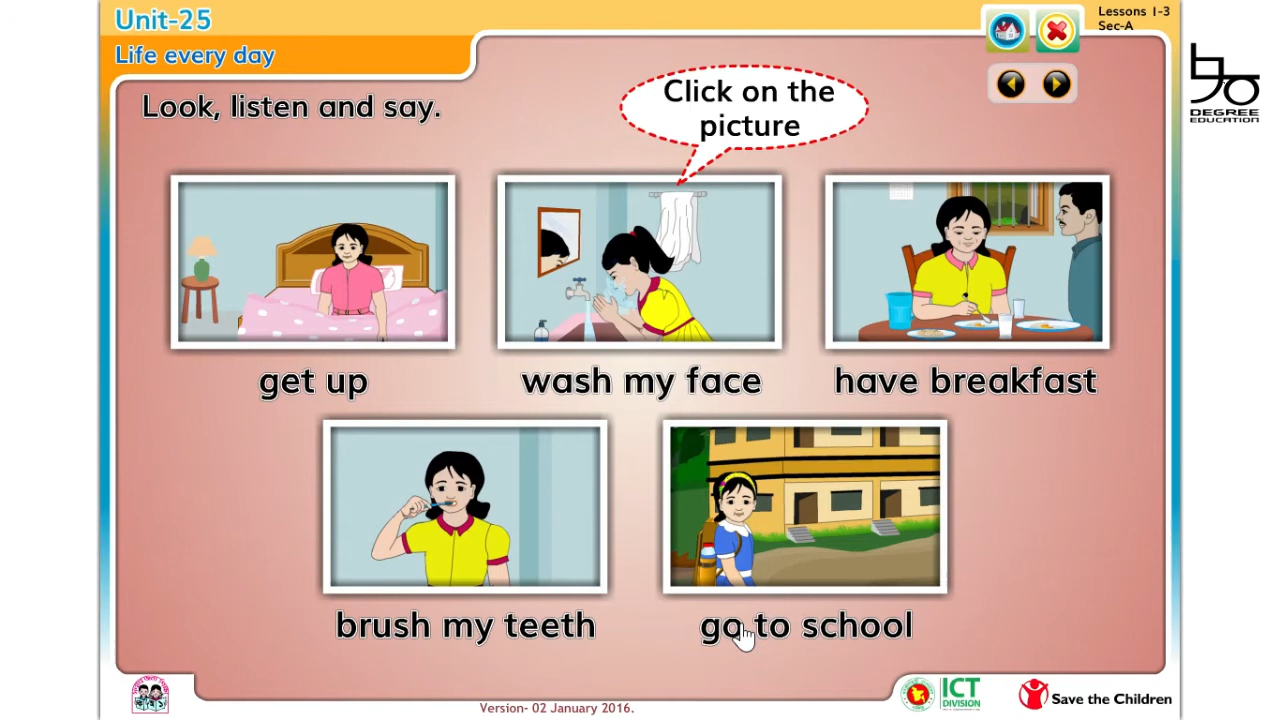 Unit-25
Life every day
Lessons 1-3
Sec-A
DEGREE
EDUCATION
Look, listen and say.
Click on the
picture
get up
wash my face
have breakfast
brush my teeth
go to school
Version- 02 January 2016.
ICT
DIVISION
Save the Children